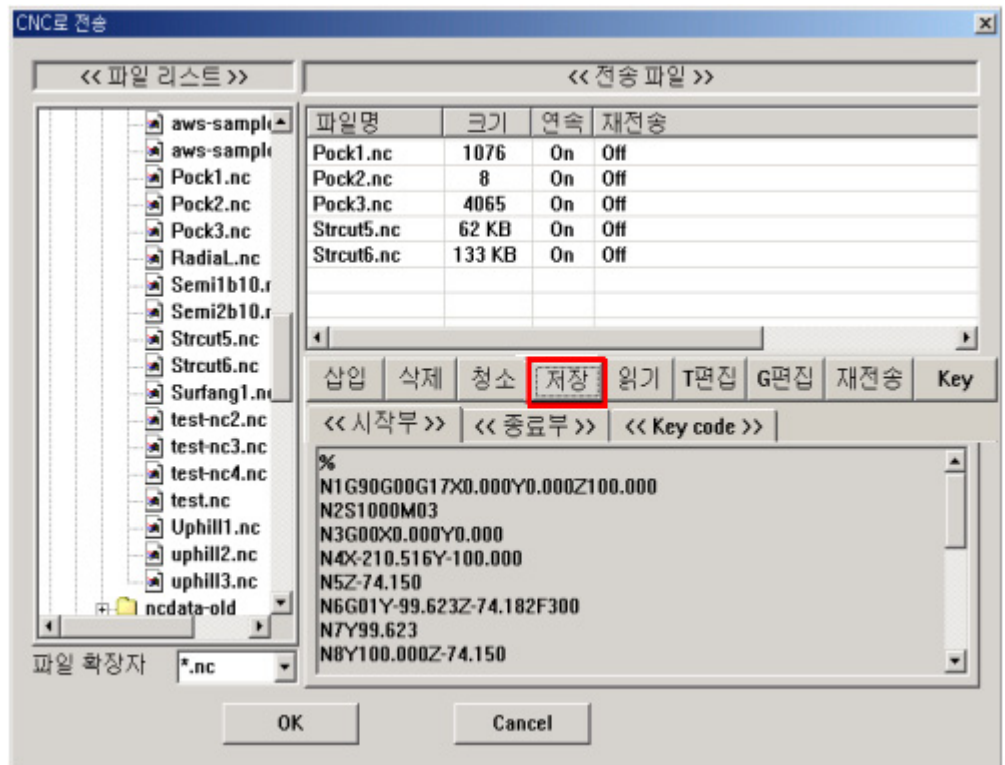 CNC로 전송
<< 파일 리스트 >>
<< 전송 파일 >>
aws-sample
aws-sample
Pock1.nc
Pock2.nc
Pock3.nc
RadiaL.nc
Semi1b10.r
Semi2b10.r
Strcut5.nc
Strcut6.nc
Surfang1.n
test-nc2.nc
test-nc3.nc
test-nc4.nc
test.nc
Uphill1.nc
uphill2.nc
uphill3.nc
ncdata-old
파일 확장자 *.nc
파일명 크기 연속 재전송
Pock1.nc 1076 On Off
Pock2.nc 8 On Off
Pock3.nc 4065 On Off
Strcut5.nc 62 KB On Off
Strcut6.nc 133 KB On Off
삽입 삭제 청소 저장 읽기 T편집 G편집 재전송 Key
<< 시작부 >> << 종료부 >> << Key code >>
%
N1G90G00G17X0.000Y0.000Z100.000
N2S1000M03
N3G00X0.000Y0.000
N4X-210.516Y-100.000
N5Z-74.150
N6G01Y-99.623Z-74.182F300
N7Y99.623
N8Y100.000Z-74.150
OK Cancel